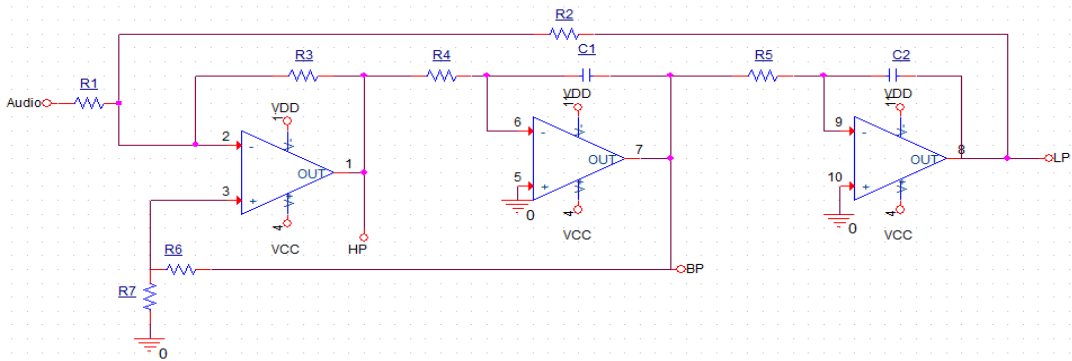 R2
R3
R4
C1
R5
C2
R1
Audio
VDD
1
V-
2
-
OUT
1
3
+
V+
4
VCC
HP
VDD
1
V-
6
-
OUT
7
5
+
0
V+
4
VCC
VDD
1
V-
9
-
OUT
8
10
+
0
V+
4
VCC
LP
R6
BP
R7
0